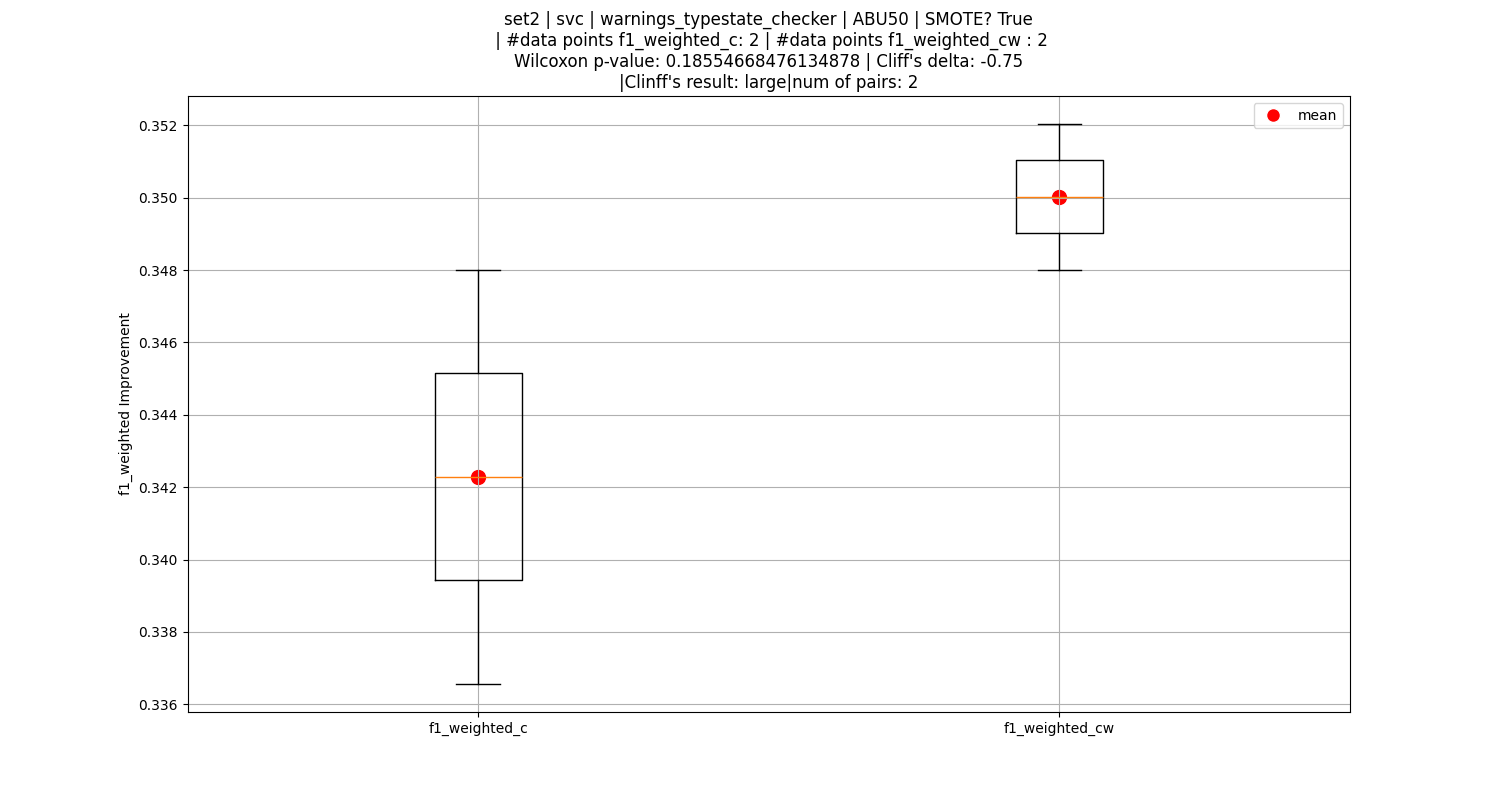 set2 | svc | warnings_typestate_checker | ABU50 | SMOTE? True
| #data points f1_weighted_c: 2 | #data points f1_weighted_cw : 2
Wilcoxon p-value: 0.18554668476134878 | Cliff's delta: -0.75
|Clinff's result: large|num of pairs: 2
mean
0.352
0.350
0.348
0.346
0.344
0.342
0.340
0.338
0.336
f1_weighted Improvement
f1_weighted_c
f1_weighted_cw